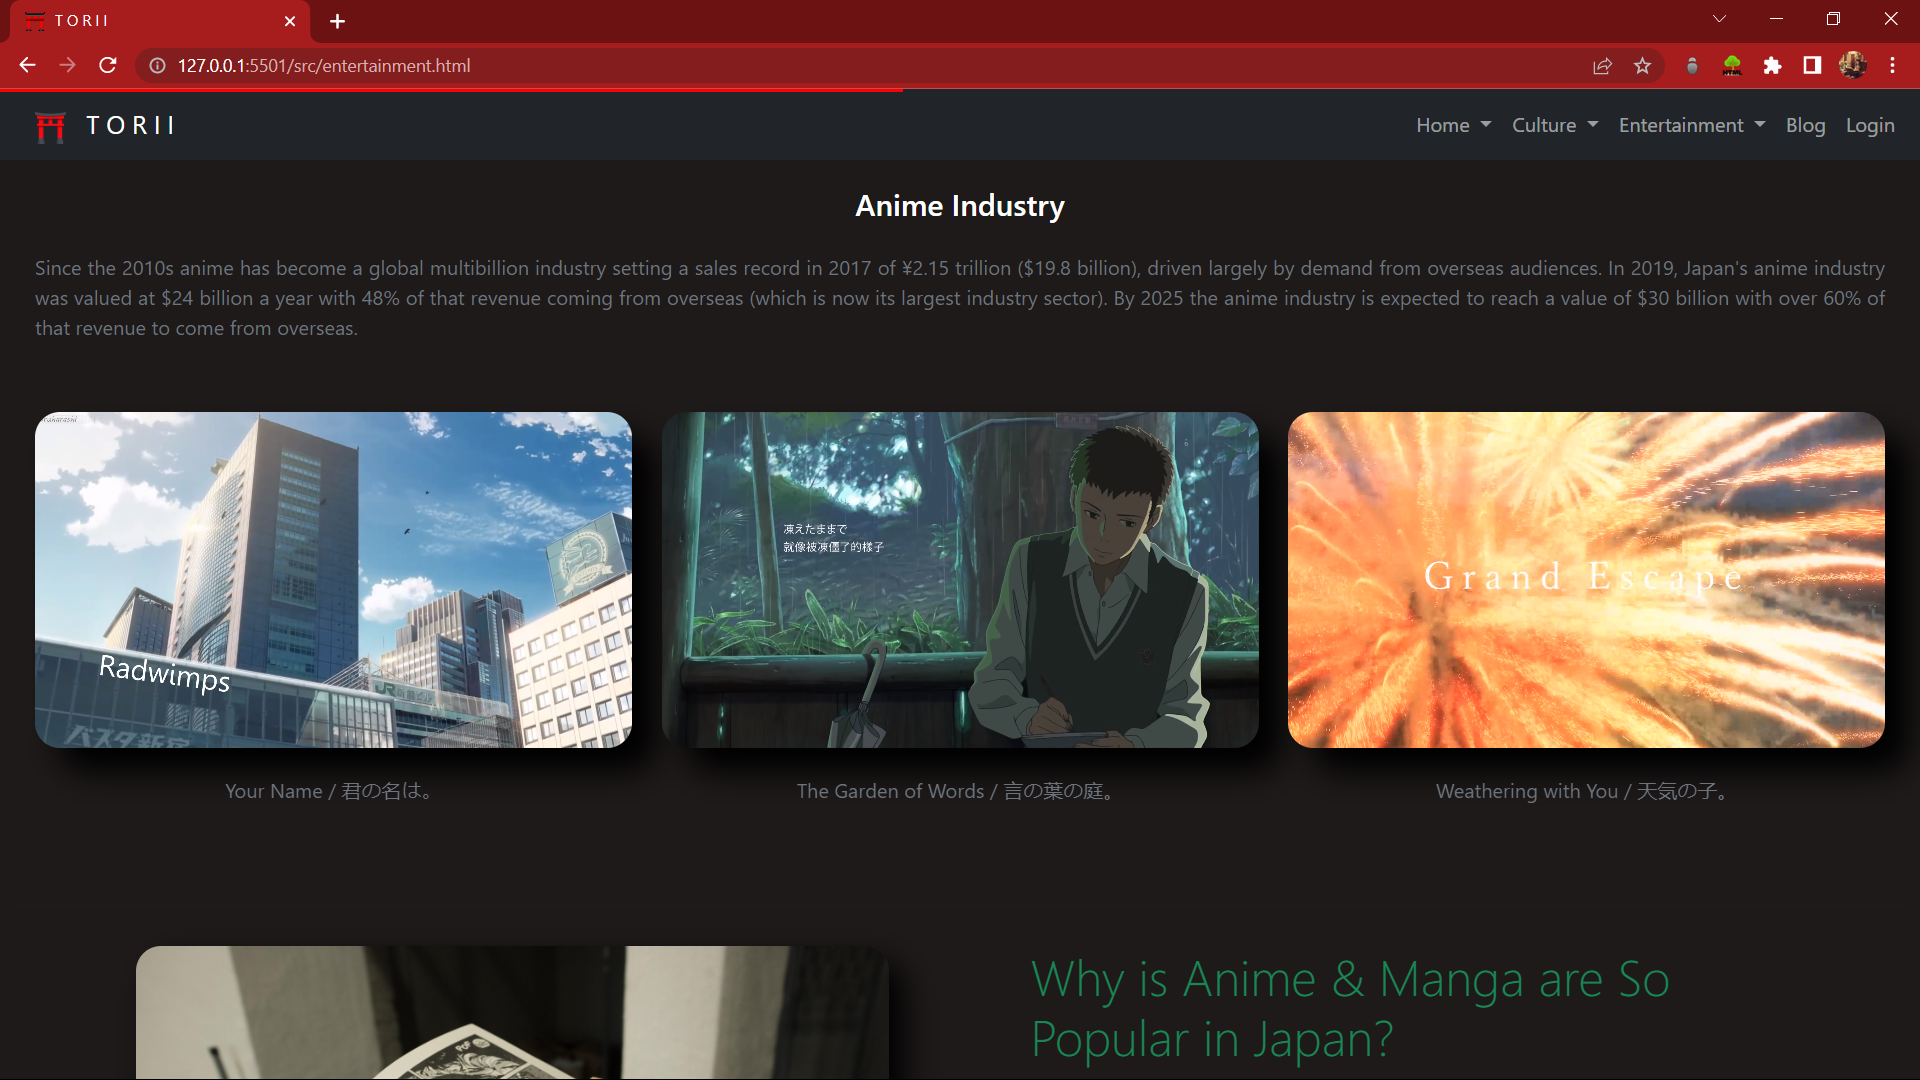 TORII
127.0.0.1:5501/src/entertainment.html
TORII
Home Culture Entertainment Blog Login
Anime Industry
Since the 2010s anime has become a global multibillion industry setting a sales record in 2017 of ¥2.15 trillion ($19.8 billion), driven largely by demand from overseas audiences. In 2019, Japan's anime industry
was valued at $24 billion a year with 48% of that revenue coming from overseas (which is now its largest industry sector). By 2025 the anime industry is expected to reach a value of $30 billion with over 60% of
that revenue to come from overseas.
Radwimps
JR
バスタ新宿
凍えたままで
就像被凍僵了的樣子
Grand Escape
Your Name / 君の名は。
The Garden of Words / 言の葉の庭。
Weathering with You / 天気の子。
Why is Anime & Manga are So
Popular in Japan?